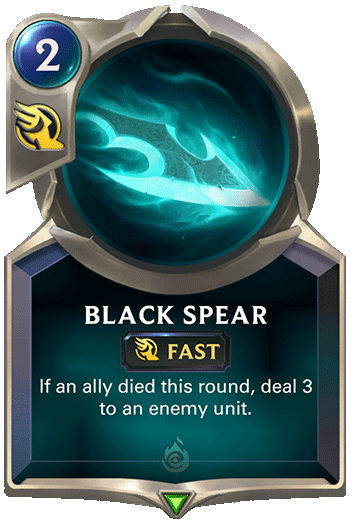 2
BLACK SPEAR
FAST
If an ally died this round, deal 3
to an enemy unit.